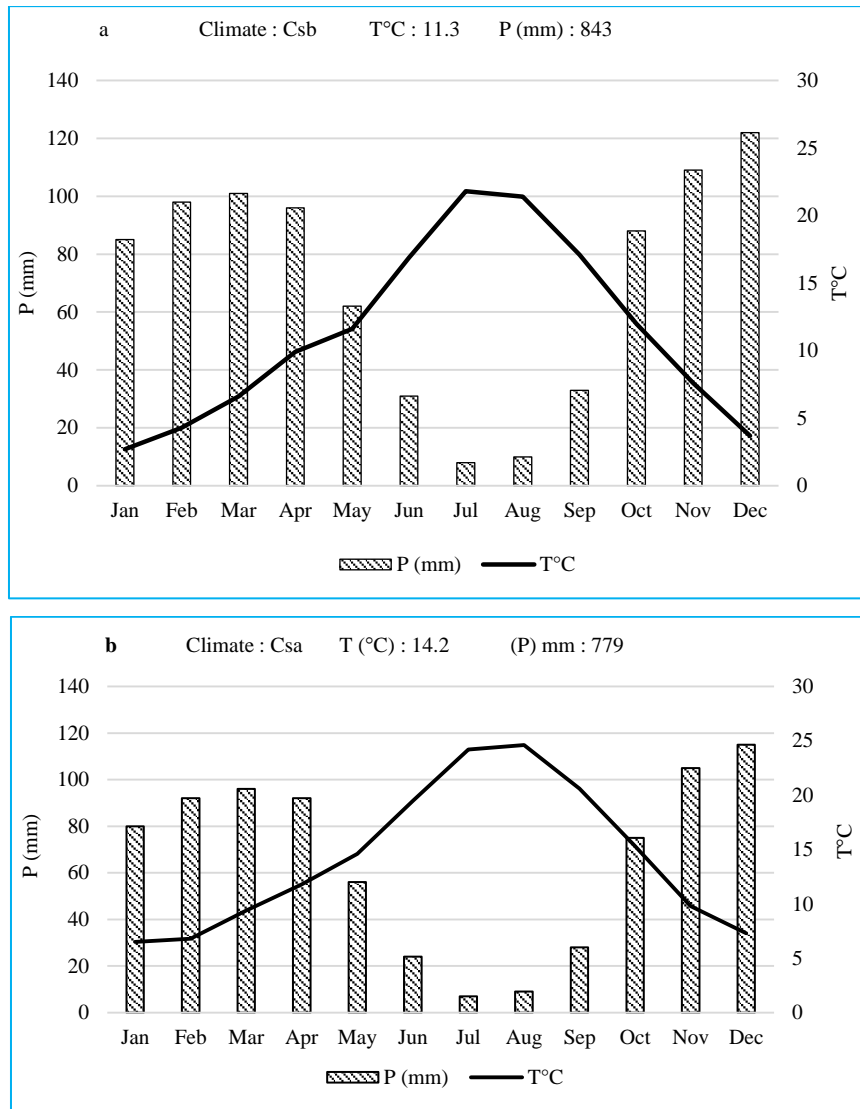 a Climate : Csb T°C : 11.3 P (mm) : 843
140 30
120 25
100 20
80 15
60 10
40 5
20 0
0
P (mm)
T°C
Jan Feb Mar Apr May Jun Jul Aug Sep Oct Nov Dec
P (mm) T°C
b Climate : Csa T (°C) : 14.2 (P) mm : 779
140 30
120 25
100 20
80 15
60 10
40 5
20 0
0
P (mm)
T°C
Jan Feb Mar Apr May Jun Jul Aug Sep Oct Nov Dec
P (mm) T°C